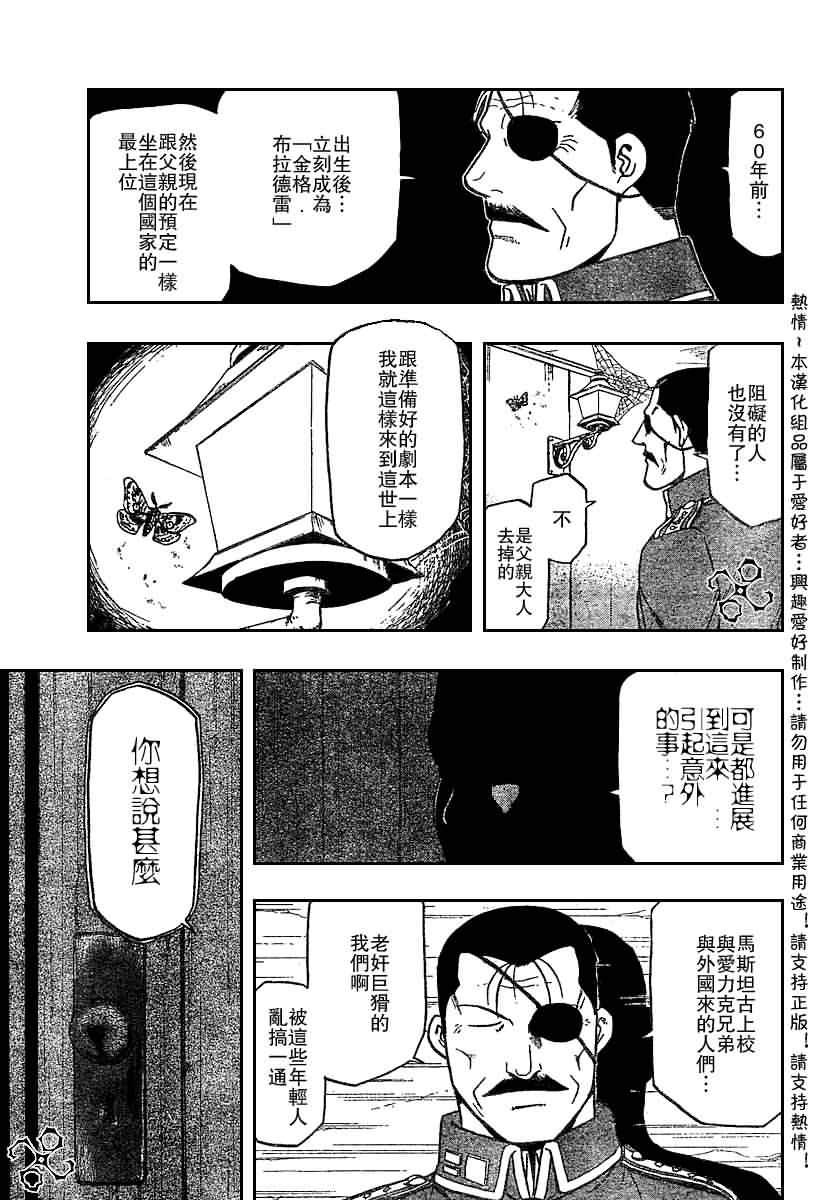 60年前…
出生後…
立刻成為
「金格．
布拉德雷」
然後現在
跟父親的預定一樣
坐在這個國家的
最上位
阻礙的人
也沒有了…
不
是父親大人
去掉的
跟準備好的劇本一樣
我就這樣來到這世上
可是都進展
到這來…
引起意外
的事…?
你想說甚麼
馬斯坦古上校
與愛力克兄弟
與外國來的人們…
老奸巨猾的
我們啊
被這些年輕人
亂搞一通
熱情~本漢化組品屬于愛好者…興趣愛好制作…請勿用于任何商業用途！請支持正版！請支持熱情！